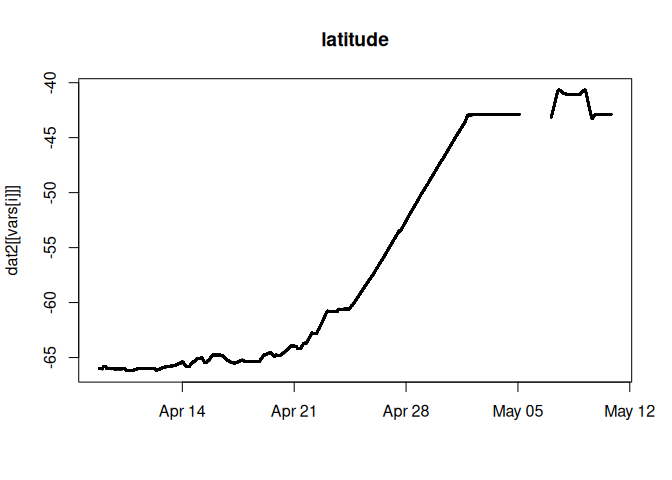 latitude
dat2[[vars[i]]]
-40
-45
-50
-55
-60
-65
Apr 14
Apr 21
Apr 28
May 05
May 12